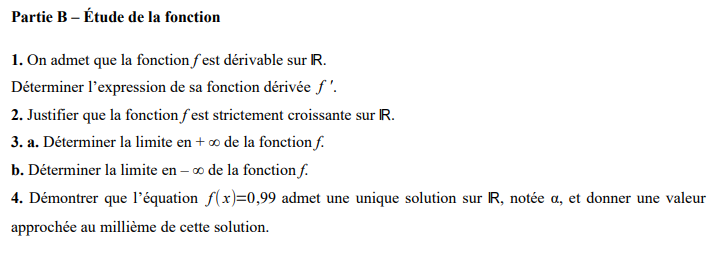 Partie B – Étude de la fonction
1. On admet que la fonction f est dérivable sur ℝ.
Déterminer l’expression de sa fonction dérivée f ′.
2. Justifier que la fonction f est strictement croissante sur ℝ.
3. a. Déterminer la limite en + ∞ de la fonction f.
b. Déterminer la limite en – ∞ de la fonction f.
4. Démontrer que l’équation f(x)=0,99 admet une unique solution sur ℝ, notée α, et donner une valeur
approchée au millième de cette solution.